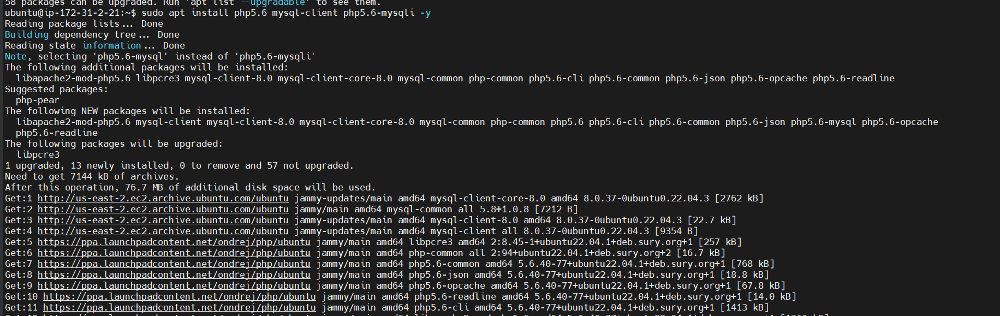 58 packages can be upgraded. Run 'apt list --upgradable' to see them.
ubuntu@ip-172-31-2-21:~$ sudo apt install php5.6 mysql-client php5.6-mysqli -y
Reading package lists... Done
Building dependency tree... Done
Reading state information... Done
Note, selecting 'php5.6-mysql' instead of 'php5.6-mysqli'
The following additional packages will be installed:
  libapache2-mod-php5.6 libpcre3 mysql-client-8.0 mysql-client-core-8.0 mysql-common php-common php5.6-cli php5.6-common php5.6-json php5.6-opcache php5.6-readline
Suggested packages:
  php-pear
The following NEW packages will be installed:
  libapache2-mod-php5.6 mysql-client mysql-client-8.0 mysql-client-core-8.0 mysql-common php-common php5.6 php5.6-cli php5.6-common php5.6-json php5.6-mysql php5.6-opcache
  php5.6-readline
The following packages will be upgraded:
  libpcre3
1 upgraded, 13 newly installed, 0 to remove and 57 not upgraded.
Need to get 7144 kB of archives.
After this operation, 76.7 MB of additional disk space will be used.
Get:1 http://us-east-2.ec2.archive.ubuntu.com/ubuntu jammy-updates/main amd64 mysql-client-core-8.0 amd64 8.0.37-0ubuntu0.22.04.3 [2762 kB]
Get:2 http://us-east-2.ec2.archive.ubuntu.com/ubuntu jammy/main amd64 mysql-common all 5.8+1.0.8 [7212 B]
Get:3 http://us-east-2.ec2.archive.ubuntu.com/ubuntu jammy-updates/main amd64 mysql-client-8.0 amd64 8.0.37-0ubuntu0.22.04.3 [22.7 kB]
Get:4 http://us-east-2.ec2.archive.ubuntu.com/ubuntu jammy-updates/main amd64 mysql-client all 8.0.37-0ubuntu0.22.04.3 [9354 B]
Get:5 https://ppa.launchpadcontent.net/ondrej/php/ubuntu jammy/main amd64 libpcre3 amd64 2:8.45-1+ubuntu22.04.1+deb.sury.org+1 [257 kB]
Get:6 https://ppa.launchpadcontent.net/ondrej/php/ubuntu jammy/main amd64 php-common all 2:94+ubuntu22.04.1+deb.sury.org+2 [16.7 kB]
Get:7 https://ppa.launchpadcontent.net/ondrej/php/ubuntu jammy/main amd64 php5.6-common amd64 5.6.40-77+ubuntu22.04.1+deb.sury.org+1 [768 kB]
Get:8 https://ppa.launchpadcontent.net/ondrej/php/ubuntu jammy/main amd64 php5.6-json amd64 5.6.40-77+ubuntu22.04.1+deb.sury.org+1 [18.8 kB]
Get:9 https://ppa.launchpadcontent.net/ondrej/php/ubuntu jammy/main amd64 php5.6-opcache amd64 5.6.40-77+ubuntu22.04.1+deb.sury.org+1 [67.8 kB]
Get:10 https://ppa.launchpadcontent.net/ondrej/php/ubuntu jammy/main amd64 php5.6-readline amd64 5.6.40-77+ubuntu22.04.1+deb.sury.org+1 [14.0 kB]
Get:11 https://ppa.launchpadcontent.net/ondrej/php/ubuntu jammy/main amd64 php5.6-cli amd64 5.6.40-77+ubuntu22.04.1+deb.sury.org+1 [1413 kB]